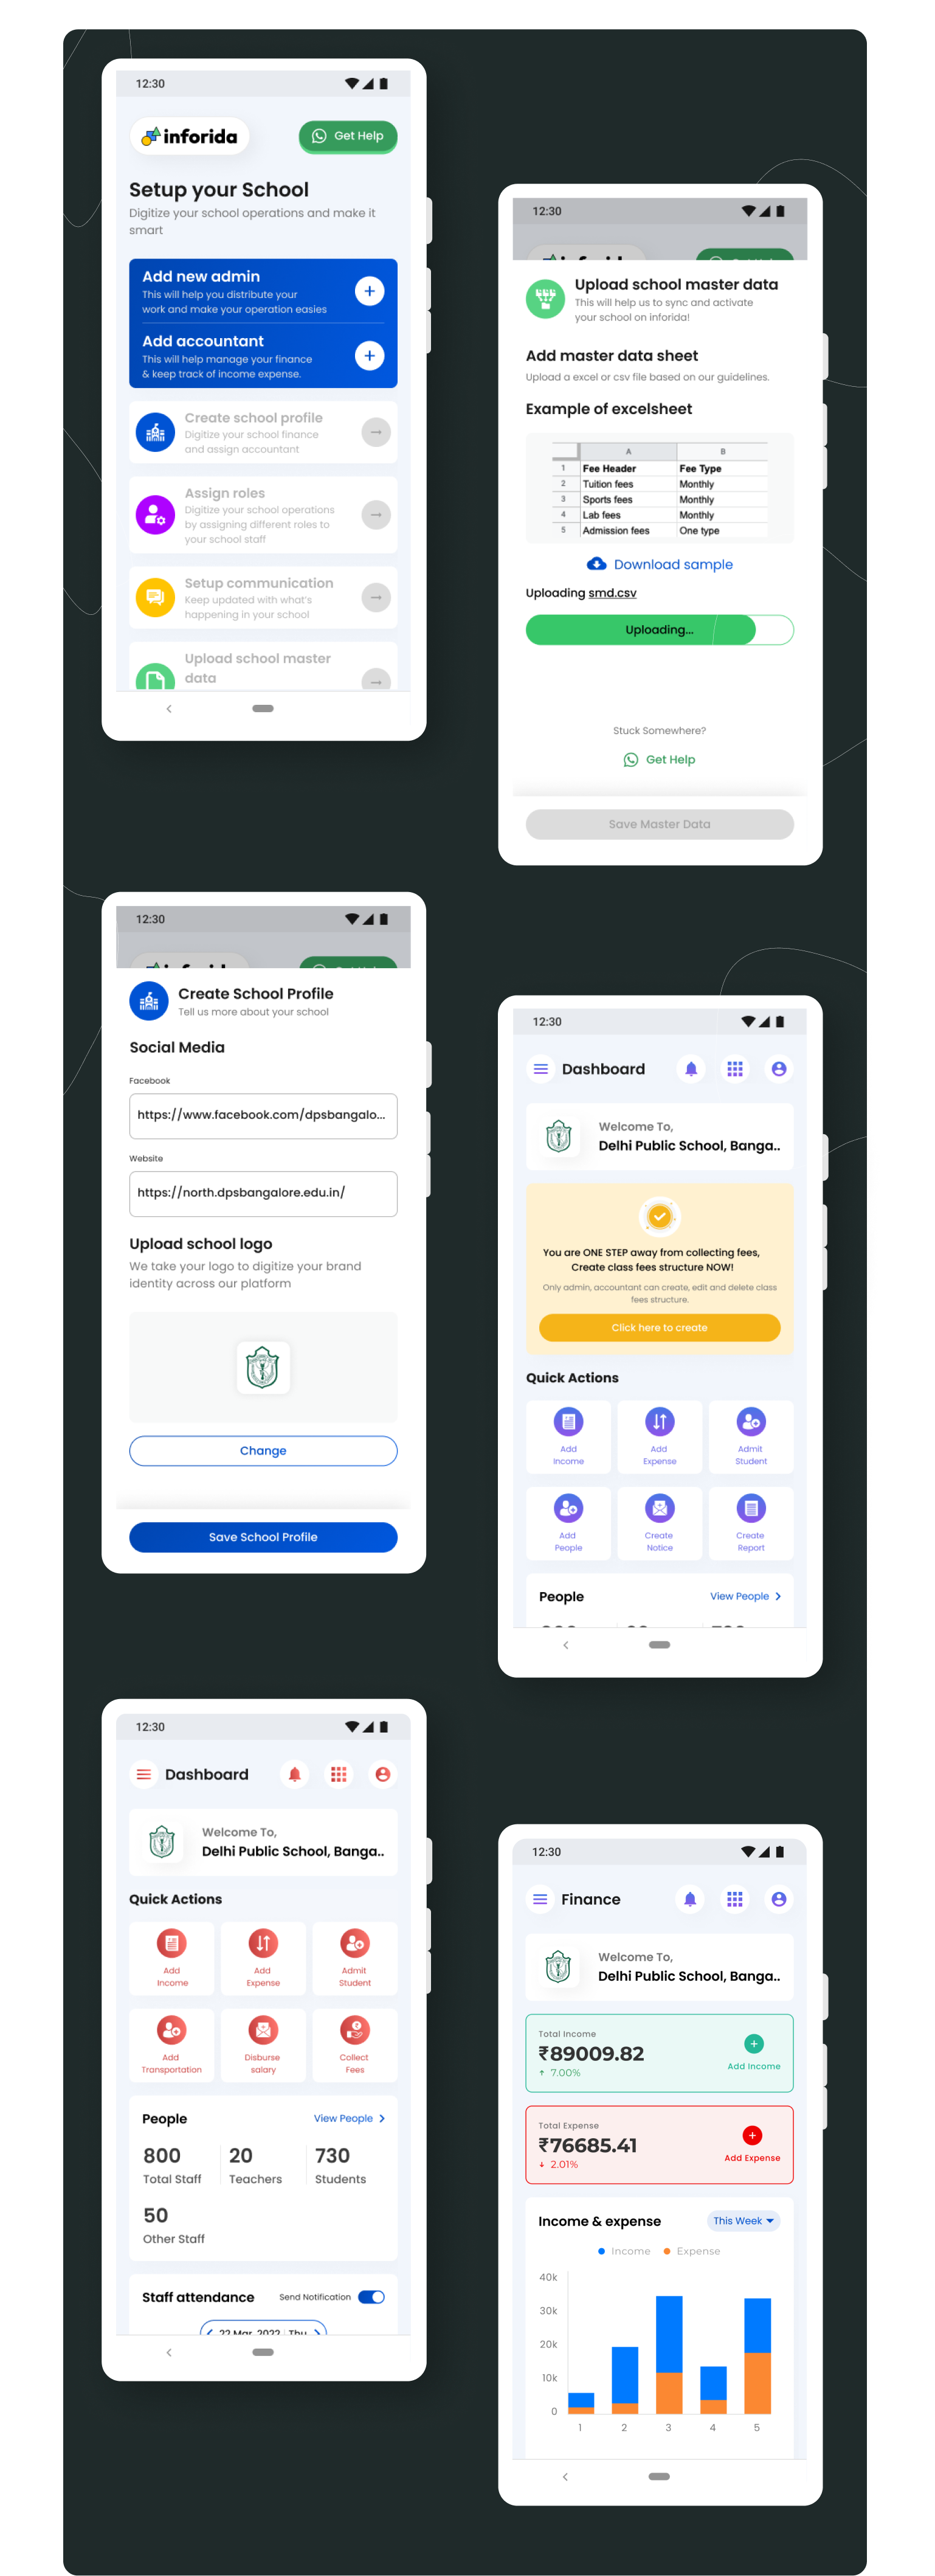 12:30
inforida
Get Help
Setup your School
Digitize your school operations and make it
smart
Add new admin
This will help you distribute your
work and make your operation easies
Add accountant
This will help manage your finance
& keep track of income expense.
Create school profile
Digitize your school finance
and assign accountant
Assign roles
Digitize your school operations
by assigning different roles to
your school staff
Setup communication
Keep updated with what's
happening in your school
Upload school master
data
12:30
Upload school master data
This will help us to sync and activate
your school on inforida!
Add master data sheet
Upload a excel or csv file based on our guidelines.
Example of excelsheet
A B
1 Fee Header Fee Type
2 Tuition fees Monthly
3 Sports fees Monthly
4 Lab fees Monthly
5 Admission fees One type
Download sample
Uploading smd.csv
Uploading...
Stuck Somewhere?
Get Help
Save Master Data
12:30
Create School Profile
Tell us more about your school
Social Media
Facebook
https://www.facebook.com/dpsbangalo...
Website
https://north.dpsbangalore.edu.in/
Upload school logo
We take your logo to digitize your brand
identity across our platform
Change
Save School Profile
12:30
Dashboard
Welcome To,
Delhi Public School, Banga..
You are ONE STEP away from collecting fees,
Create class fees structure NOW!
Only admin, accountant can create, edit and delete class
fees structure.
Click here to create
Quick Actions
Add
Income
Add
Expense
Admit
Student
Add
People
Create
Notice
Create
Report
People
View People
12:30
Dashboard
Welcome To,
Delhi Public School, Banga..
Quick Actions
Add
Income
Add
Expense
Admit
Student
Add
Transportation
Disburse
salary
Collect
Fees
People
View People
800
Total Staff
20
Teachers
730
Students
50
Other Staff
Staff attendance
Send Notification
22 Mar, 2022 Thu
12:30
Finance
Welcome To,
Delhi Public School, Banga..
Total Income
₹89009.82
↑ 7.00%
Add Income
Total Expense
₹76685.41
↓ 2.01%
Add Expense
Income & expense
This Week
Income
Expense
40k
30k
20k
10k
0
1 2 3 4 5